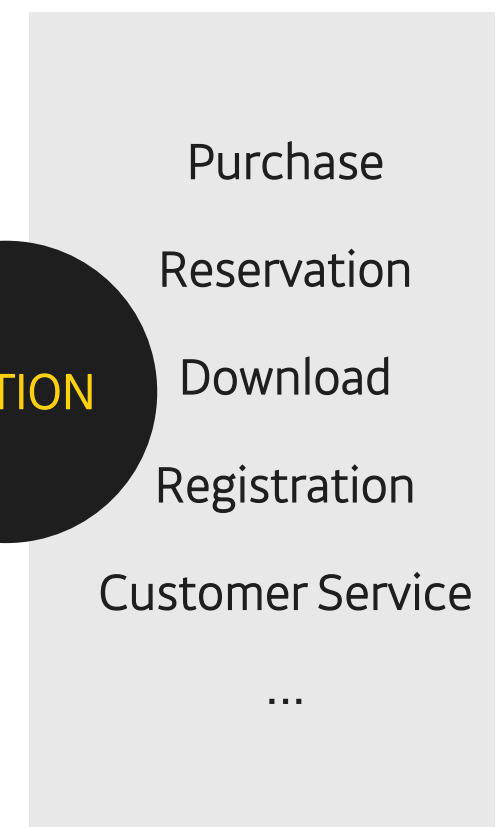 Purchase
Reservation
Download
TION
Registration
Customer Service
...